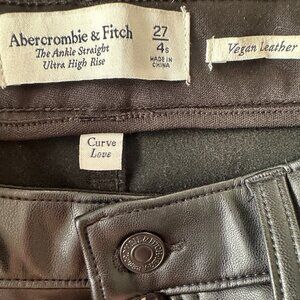 Abercrombie & Fitch
The Ankle Straight
Ultra High Rise
27
4s
MADE IN
CHINA
Vegan Leather
Curve
Love